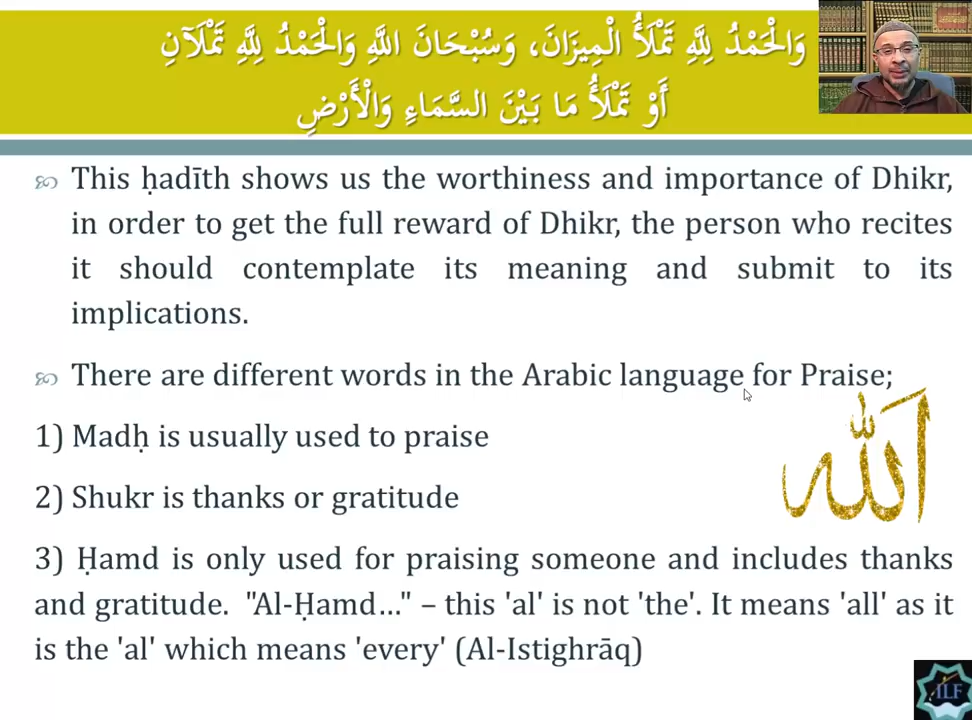 وَالْحَمْدُ لِلَّهِ تَمْلَأُ الْمِيزَانَ، وَسُبْحَانَ اللَّهِ وَالْحَمْدُ لِلَّهِ تَمْلَآنِ
أَوْ تَمْلَأُ مَا بَيْنَ السَّمَاءِ وَالْأَرْضِ
This ḥadīth shows us the worthiness and importance of Dhikr,
in order to get the full reward of Dhikr, the person who recites
it should contemplate its meaning and submit to its
implications.
There are different words in the Arabic language for Praise;
1) Madḥ is usually used to praise
2) Shukr is thanks or gratitude
الله
3) Ḥamd is only used for praising someone and includes thanks
and gratitude. "Al-Ḥamd…" – this 'al' is not 'the'. It means 'all' as it
is the 'al' which means 'every' (Al-Istighrāq)
ILF